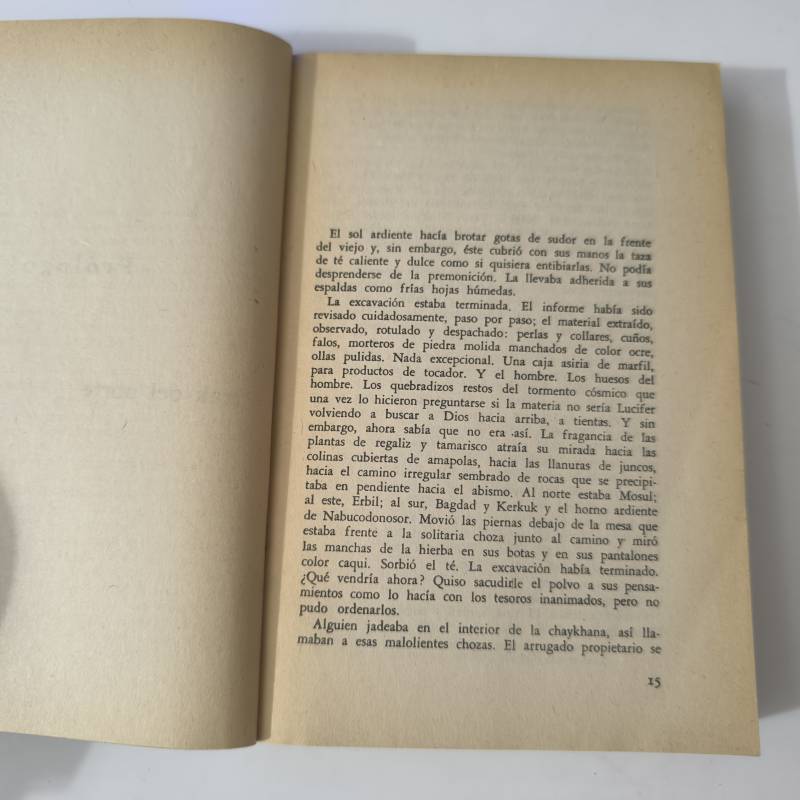 El sol ardiente hacía brotar gotas de sudor en la frente
del viejo y, sin embargo, éste cubrió con sus manos la taza
de té caliente y dulce como si quisiera entibiarlas. No podía
desprenderse de la premonición. La llevaba adherida a sus
espaldas como frías hojas húmedas.
La excavación estaba terminada. El informe había sido
revisado cuidadosamente, paso por paso; el material extraído,
observado, rotulado y despachado: perlas y collares, cuños,
falos, morteros de piedra molida manchados de color ocre,
ollas pulidas. Nada excepcional. Una caja asiria de marfil,
para productos de tocador. Y el hombre. Los huesos del
hombre. Los quebradizos restos del tormento cósmico que
una vez lo hicieron preguntarse si la materia no sería Lucifer
volviendo a buscar a Dios hacia arriba, a tientas. Y sin
embargo, ahora sabía que no era así. La fragancia de las
plantas de regaliz y tamarisco atraía su mirada hacia las
colinas cubiertas de amapolas, hacia las llanuras de juncos,
hacia el camino irregular sembrado de rocas que se precipi-
taba en pendiente hacia el abismo. Al norte estaba Mosul;
al este, Erbil; al sur, Bagdad y Kerkuk y el horno ardiente
de Nabucodonosor. Movió las piernas debajo de la mesa que
estaba frente a la solitaria choza junto al camino y miró
las manchas de la hierba en sus botas y en sus pantalones
color caqui. Sorbió el té. La excavación había terminado.
¿Qué vendría ahora? Quiso sacudirle el polvo a sus pensa-
mientos como lo hacía con los tesoros inanimados, pero no
pudo ordenarlos.
Alguien jadeaba en el interior de la chaykhana, así lla-
maban a esas malolientes chozas. El arrugado propietario se
15